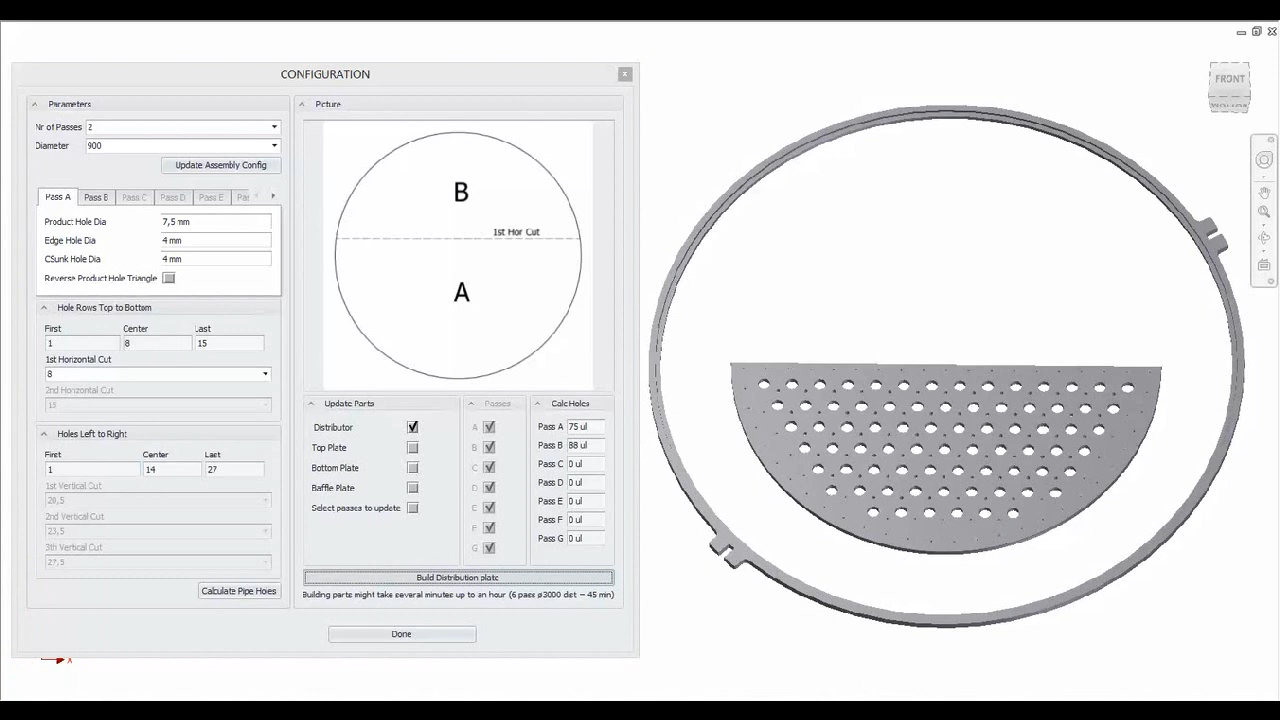 CONFIGURATION
Parameters
Nr of Passes 2
Diameter 900
Update Assembly Config
Pass A Pass B Pass C Pass D Pass E Pas
Product Hole Dia 7,5 mm
Edge Hole Dia 4 mm
CSunk Hole Dia 4 mm
Reverse Product Hole Triangle
Hole Rows Top to Bottom
First Center Last
1 8 15
1st Horizontal Cut
8
2nd Horizontal Cut
15
Holes Left to Right
First Center Last
1 14 27
1st Vertical Cut
20,5
2nd Vertical Cut
23,5
3th Vertical Cut
27,5
Calculate Pipe Holes
Picture
B
1st Hor Cut
A
Update Parts
Distributor
Top Plate
Bottom Plate
Baffle Plate
Select passes to update
Passes
A
B
C
D
E
F
G
CalcHoles
Pass A 75 ul
Pass B 88 ul
Pass C 0 ul
Pass D 0 ul
Pass E 0 ul
Pass F 0 ul
Pass G 0 ul
Build Distribution plate
Building parts might take several minutes up to an hour (6 pass ø3000 dist ~ 45 min)
Done
X
FRONT